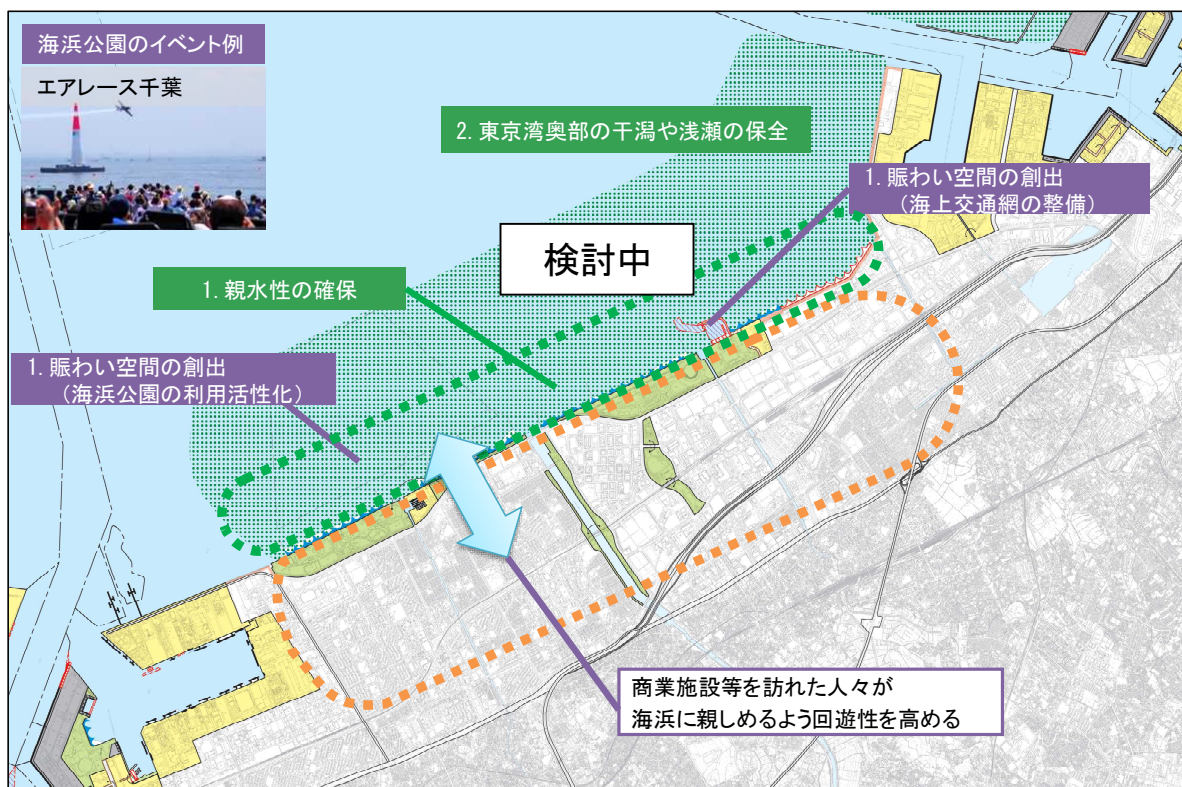 海浜公園のイベント例
エアレース千葉
2. 東京湾奥部の干潟や浅瀬の保全
1. 賑わい空間の創出
（海上交通網の整備）
検討中
1. 親水性の確保
1. 賑わい空間の創出
（海浜公園の利用活性化）
商業施設等を訪れた人々が
海浜に親しめるよう回遊性を高める